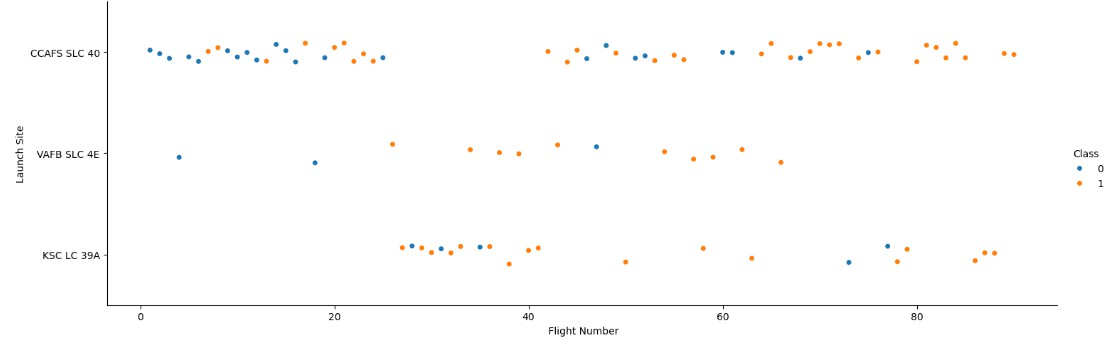 CCAFS SLC 40
VAFB SLC 4E
KSC LC 39A
Launch Site
0
20
40
60
80
Flight Number
Class
0
1